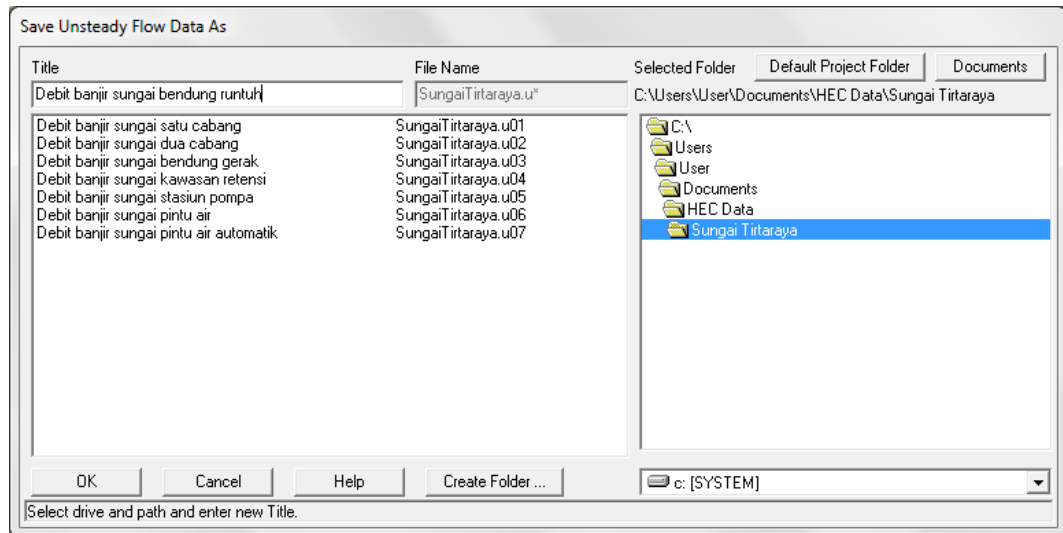 Save Unsteady Flow Data As
Title File Name Selected Folder Default Project Folder Documents
Debit banjir sungai bendung runtuh SungaiTirtaraya.u* C:\Users\User\Documents\HEC Data\Sungai Tirtaraya
Debit banjir sungai satu cabang SungaiTirtaraya.u01
Debit banjir sungai dua cabang SungaiTirtaraya.u02
Debit banjir sungai bendung gerak SungaiTirtaraya.u03
Debit banjir sungai kawasan retensi SungaiTirtaraya.u04
Debit banjir sungai stasiun pompa SungaiTirtaraya.u05
Debit banjir sungai pintu air SungaiTirtaraya.u06
Debit banjir sungai pintu air automatik SungaiTirtaraya.u07
C:\
Users
User
Documents
HEC Data
Sungai Tirtaraya
OK Cancel Help Create Folder ... c: [SYSTEM]
Select drive and path and enter new Title.